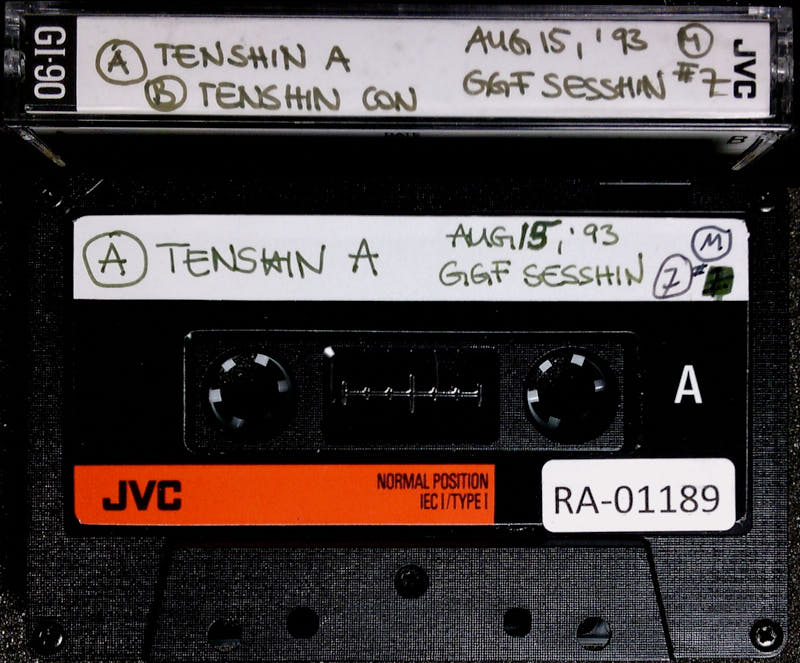 GI-90
Ⓐ TENSHIN A
Ⓑ TENSHIN CON
AUG 15, '93 Ⓜ
GGF SESSHIN #7
JVC
B
Ⓐ TENSHIN A
AUG 15, '93 Ⓜ
GGF SESSHIN ⑦ #
A
JVC
NORMAL POSITION
IEC I/TYPE I
RA-01189